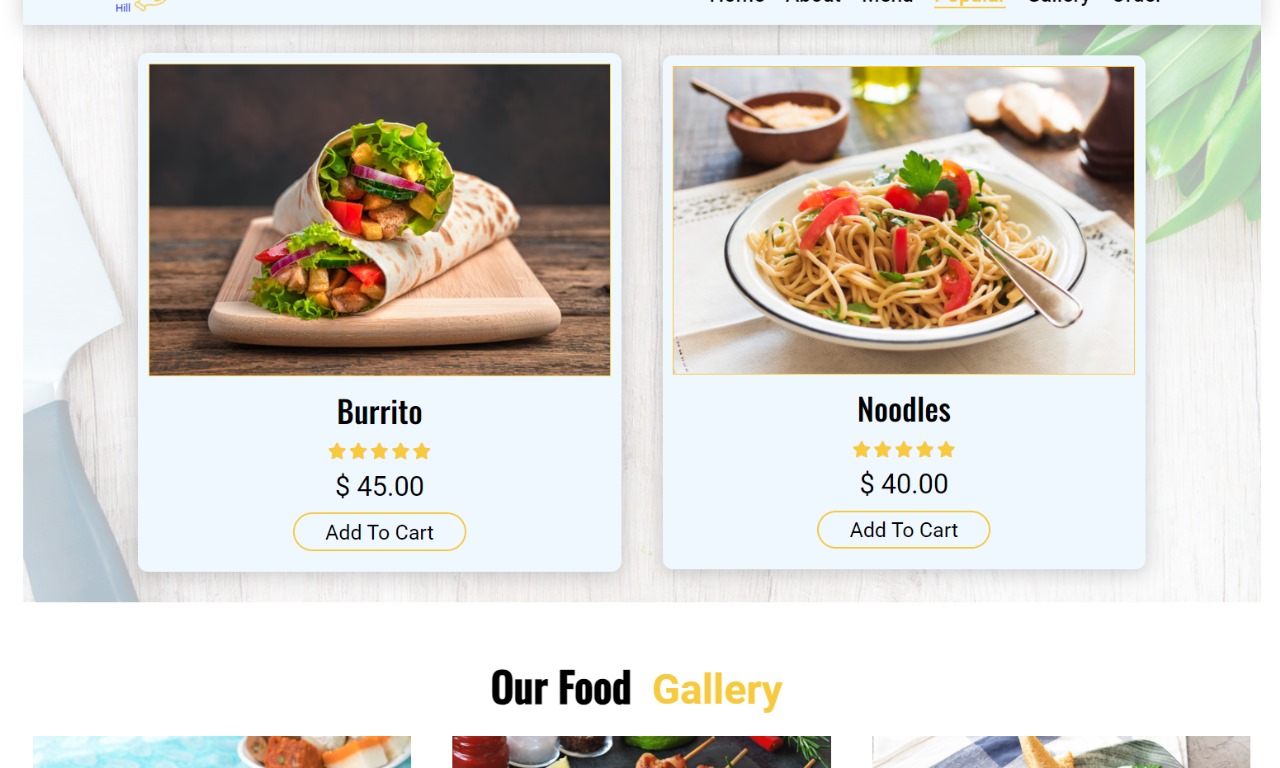 Hill
Home About Menu Popular Gallery Order
Burrito
$ 45.00
Add To Cart
Noodles
$ 40.00
Add To Cart
Our Food Gallery